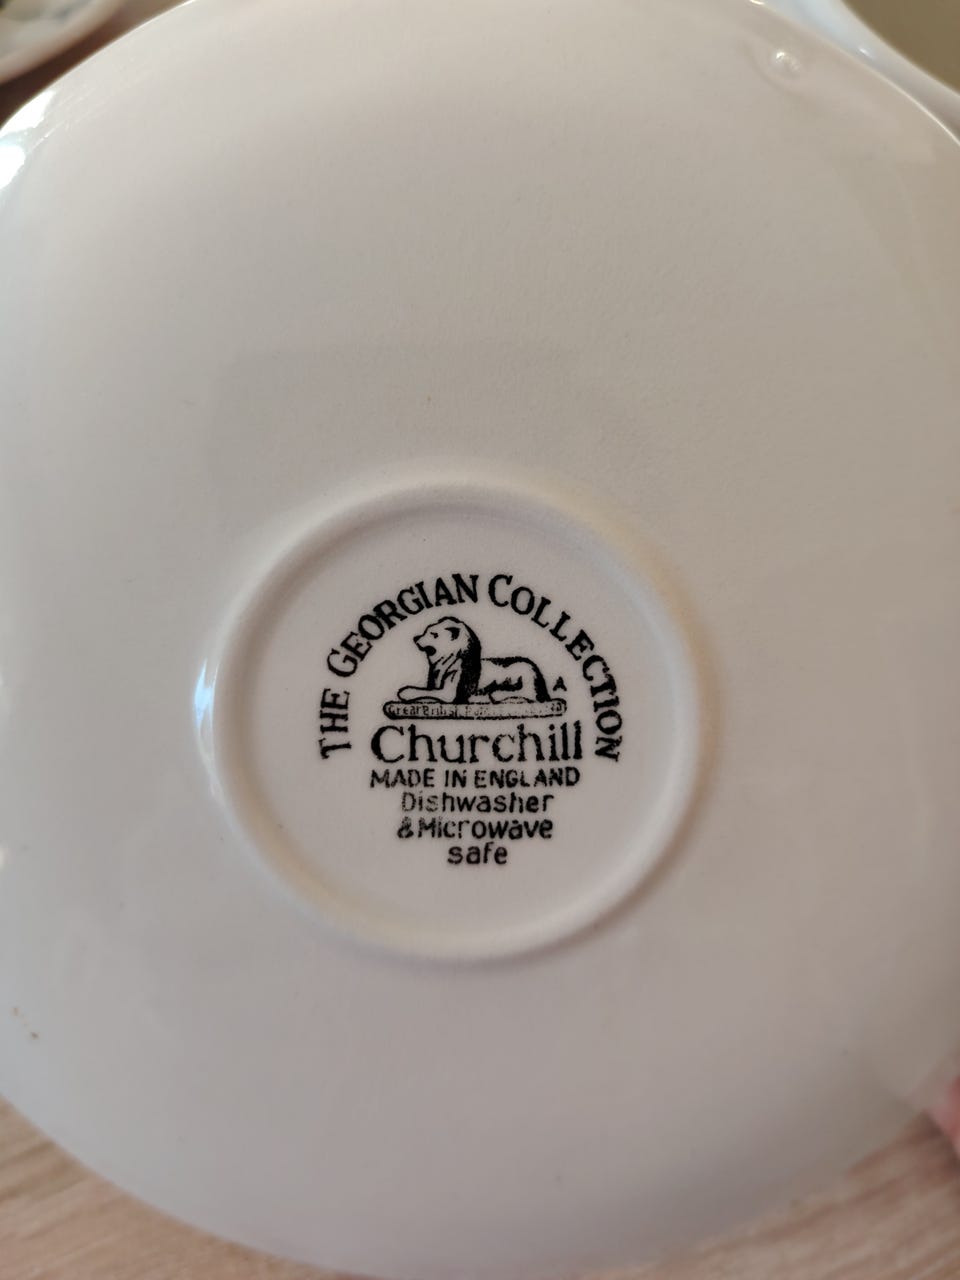 THE GEORGIAN COLLECTION
Churchill
MADE IN ENGLAND
Dishwasher
&Microwave
safe